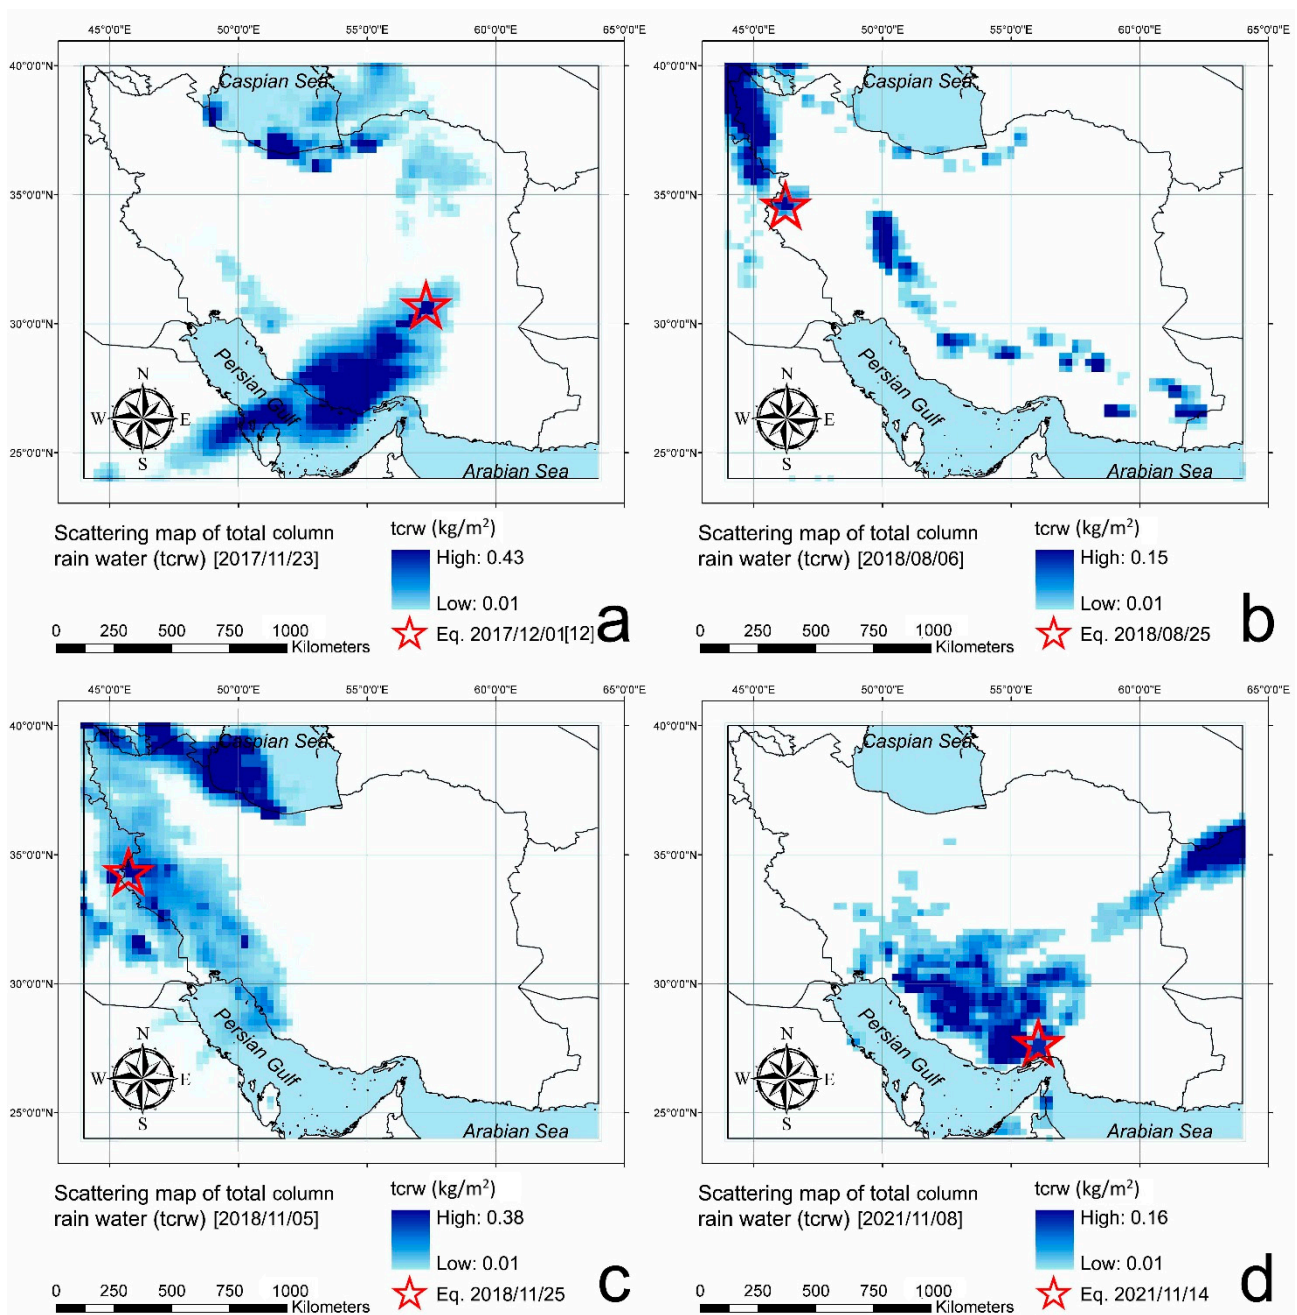 45°0'0"E 50°0'0"E 55°0'0"E 60°0'0"E 65°0'0"E
40°0'0"N
35°0'0"N
30°0'0"N
25°0'0"N
Caspian Sea
Persian Gulf
Arabian Sea
N
W E
S
Scattering map of total column
rain water (tcrw) [2017/11/23]
tcrw (kg/m²)
High: 0.43
Low: 0.01
Eq. 2017/12/01[12]
0 250 500 750 1000
Kilometers
a
45°0'0"E 50°0'0"E 55°0'0"E 60°0'0"E 65°0'0"E
40°0'0"N
35°0'0"N
30°0'0"N
25°0'0"N
Caspian Sea
Persian Gulf
Arabian Sea
N
W E
S
Scattering map of total column
rain water (tcrw) [2018/08/06]
tcrw (kg/m²)
High: 0.15
Low: 0.01
Eq. 2018/08/25
0 250 500 750 1000
Kilometers
b
45°0'0"E 50°0'0"E 55°0'0"E 60°0'0"E 65°0'0"E
40°0'0"N
35°0'0"N
30°0'0"N
25°0'0"N
Caspian Sea
Persian Gulf
Arabian Sea
N
W E
S
Scattering map of total column
rain water (tcrw) [2018/11/05]
tcrw (kg/m²)
High: 0.38
Low: 0.01
Eq. 2018/11/25
0 250 500 750 1000
Kilometers
c
45°0'0"E 50°0'0"E 55°0'0"E 60°0'0"E 65°0'0"E
40°0'0"N
35°0'0"N
30°0'0"N
25°0'0"N
Caspian Sea
Persian Gulf
Arabian Sea
N
W E
S
Scattering map of total column
rain water (tcrw) [2021/11/08]
tcrw (kg/m²)
High: 0.16
Low: 0.01
Eq. 2021/11/14
0 250 500 750 1000
Kilometers
d